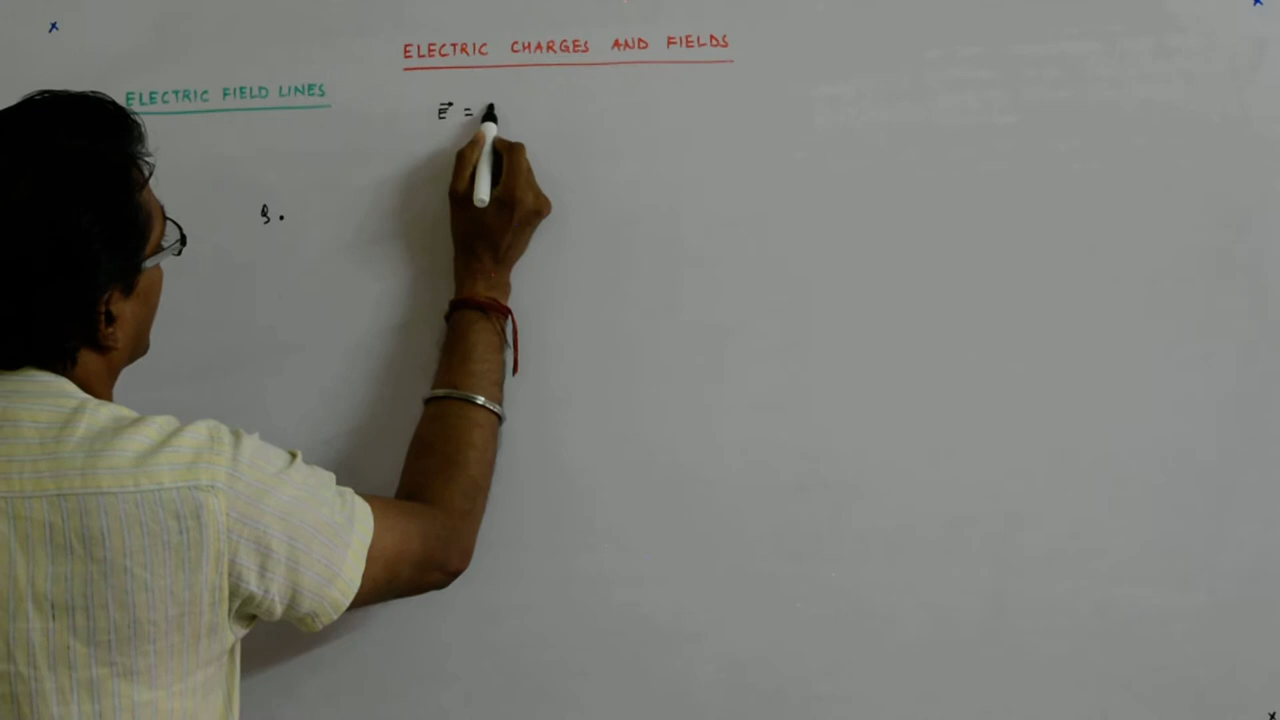 ELECTRIC CHARGES AND FIELDS
ELECTRIC FIELD LINES
E⃗ =